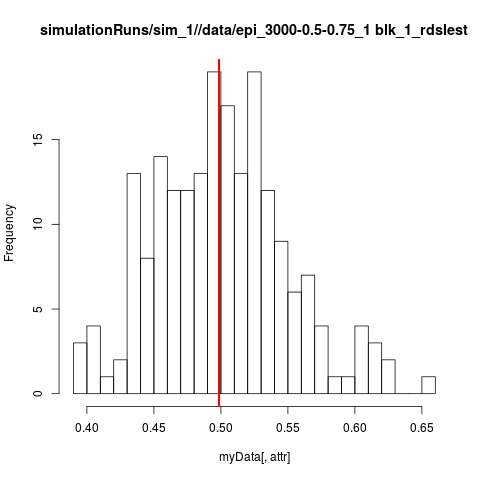 simulationRuns/sim_1//data/epi_3000-0.5-0.75_1 blk_1_rdslest
Frequency
15
10
5
0
0.40 0.45 0.50 0.55 0.60 0.65
myData[, attr]